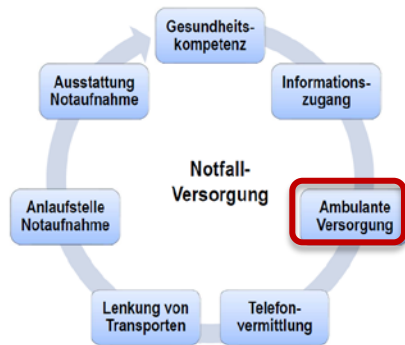 Gesundheits-
kompetenz
Informations-
zugang
Ambulante
Versorgung
Telefon-
vermittlung
Lenkung von
Transporten
Anlaufstelle
Notaufnahme
Ausstattung
Notaufnahme
Notfall-
Versorgung